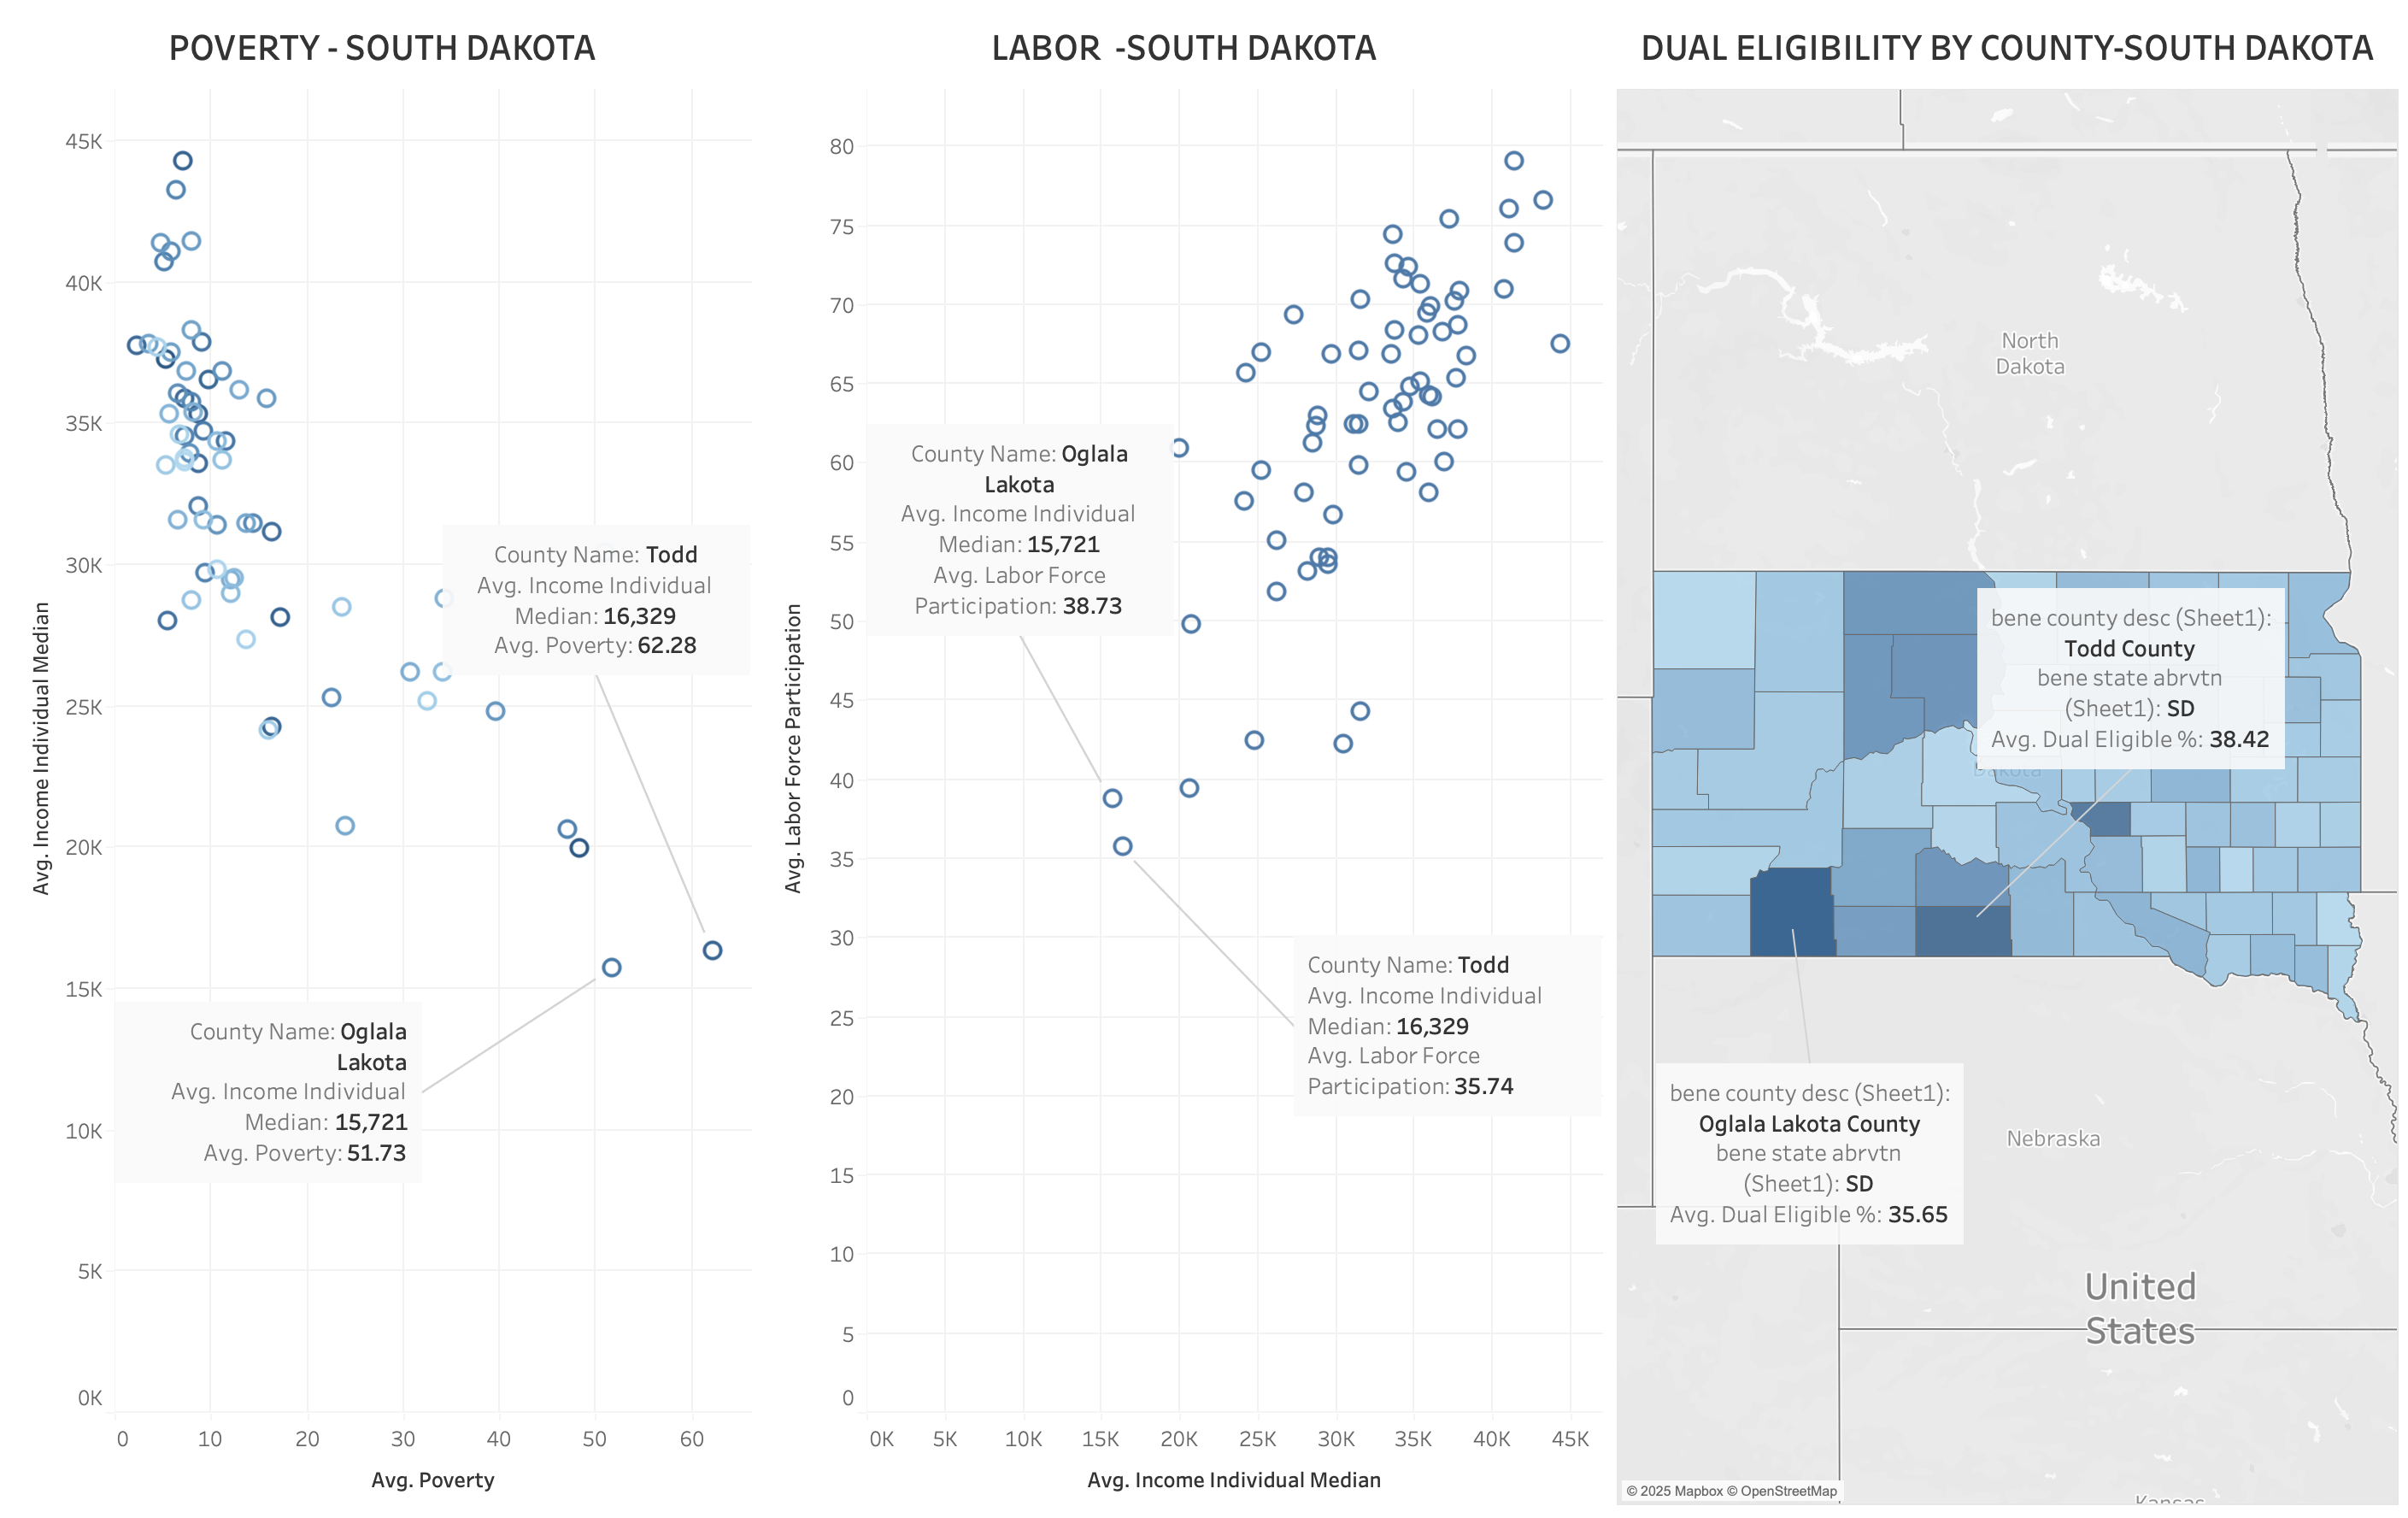 POVERTY - SOUTH DAKOTA
45K
40K
35K
30K
25K
20K
15K
10K
5K
0K
Avg. Income Individual Median
County Name: Todd
Avg. Income Individual
Median: 16,329
Avg. Poverty: 62.28
County Name: Oglala
Lakota
Avg. Income Individual
Median: 15,721
Avg. Poverty: 51.73
0
10
20
30
40
50
60
Avg. Poverty
LABOR -SOUTH DAKOTA
80
75
70
65
60
55
50
45
40
35
30
25
20
15
10
5
0
Avg. Labor Force Participation
County Name: Oglala
Lakota
Avg. Income Individual
Median: 15,721
Avg. Labor Force
Participation: 38.73
County Name: Todd
Avg. Income Individual
Median: 16,329
Avg. Labor Force
Participation: 35.74
0K
5K
10K
15K
20K
25K
30K
35K
40K
45K
Avg. Income Individual Median
DUAL ELIGIBILITY BY COUNTY-SOUTH DAKOTA
North
Dakota
bene county desc (Sheet1):
Todd County
bene state abrvtn
(Sheet1): SD
Avg. Dual Eligible %: 38.42
Dakota
bene county desc (Sheet1):
Oglala Lakota County
bene state abrvtn
(Sheet1): SD
Avg. Dual Eligible %: 35.65
Nebraska
United
States
Kansas
© 2025 Mapbox © OpenStreetMap